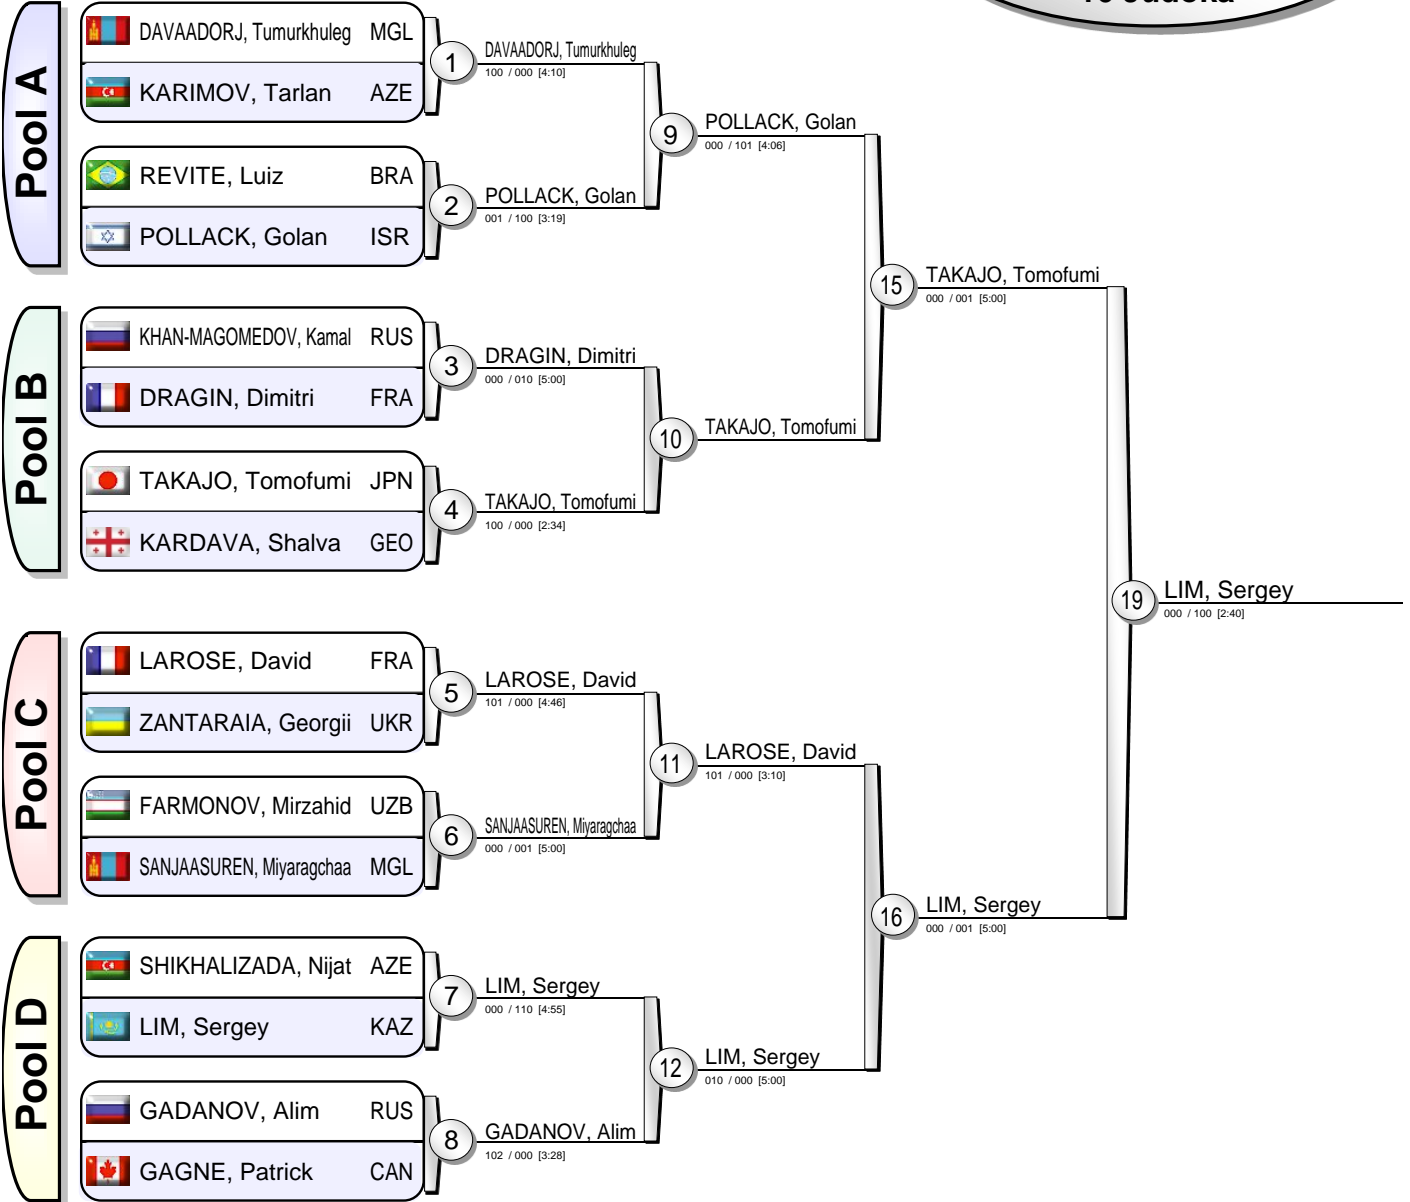 16 Judoka
Pool A
DAVAADORJ, Tumurkhuleg MGL
KARIMOV, Tarlan AZE
1
DAVAADORJ, Tumurkhuleg
100 / 000 [4:10]
REVITE, Luiz BRA
POLLACK, Golan ISR
2
POLLACK, Golan
001 / 100 [3:19]
9
POLLACK, Golan
000 / 101 [4:06]
Pool B
KHAN-MAGOMEDOV, Kamal RUS
DRAGIN, Dimitri FRA
3
DRAGIN, Dimitri
000 / 010 [5:00]
TAKAJO, Tomofumi JPN
KARDAVA, Shalva GEO
4
TAKAJO, Tomofumi
100 / 000 [2:34]
10
TAKAJO, Tomofumi
15
TAKAJO, Tomofumi
000 / 001 [5:00]
Pool C
LAROSE, David FRA
ZANTARAIA, Georgii UKR
5
LAROSE, David
101 / 000 [4:46]
FARMONOV, Mirzahid UZB
SANJAASUREN, Miyaragchaa MGL
6
SANJAASUREN, Miyaragchaa
000 / 001 [5:00]
11
LAROSE, David
101 / 000 [3:10]
Pool D
SHIKHALIZADA, Nijat AZE
LIM, Sergey KAZ
7
LIM, Sergey
000 / 110 [4:55]
GADANOV, Alim RUS
GAGNE, Patrick CAN
8
GADANOV, Alim
102 / 000 [3:28]
12
LIM, Sergey
010 / 000 [5:00]
16
LIM, Sergey
000 / 001 [5:00]
19
LIM, Sergey
000 / 100 [2:40]